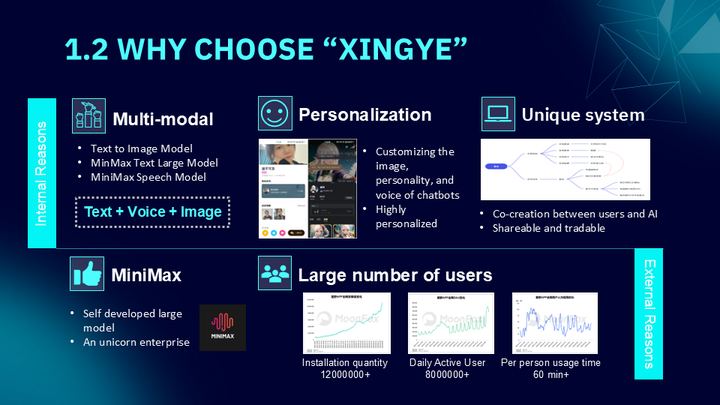 1.2 WHY CHOOSE “XINGYE”
Internal Reasons
Multi-modal
• Text to Image Model
• MinMax Text Large Model
• MiniMax Speech Model
Text + Voice + Image
Personalization
• Customizing the
image,
personality, and
voice of chatbots
• Highly
personalized
Unique system
• Co-creation between users and AI
• Shareable and tradable
MiniMax
• Self developed large
model
• An unicorn enterprise
MINIMAX
Large number of users
MoonFox
Installation quantity
12000000+
MoonFox
Daily Active User
8000000+
Per person usage time
60 min+
External Reasons